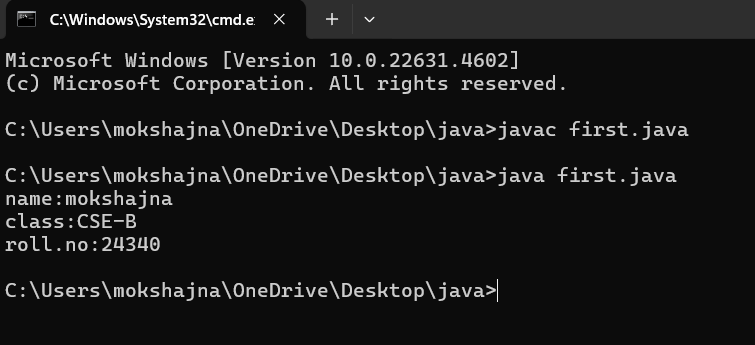 C:\Windows\System32\cmd.e
Microsoft Windows [Version 10.0.22631.4602]
(c) Microsoft Corporation. All rights reserved.
C:\Users\mokshajna\OneDrive\Desktop\java>javac first.java
C:\Users\mokshajna\OneDrive\Desktop\java>java first.java
name:mokshajna
class:CSE-B
roll.no:24340
C:\Users\mokshajna\OneDrive\Desktop\java>